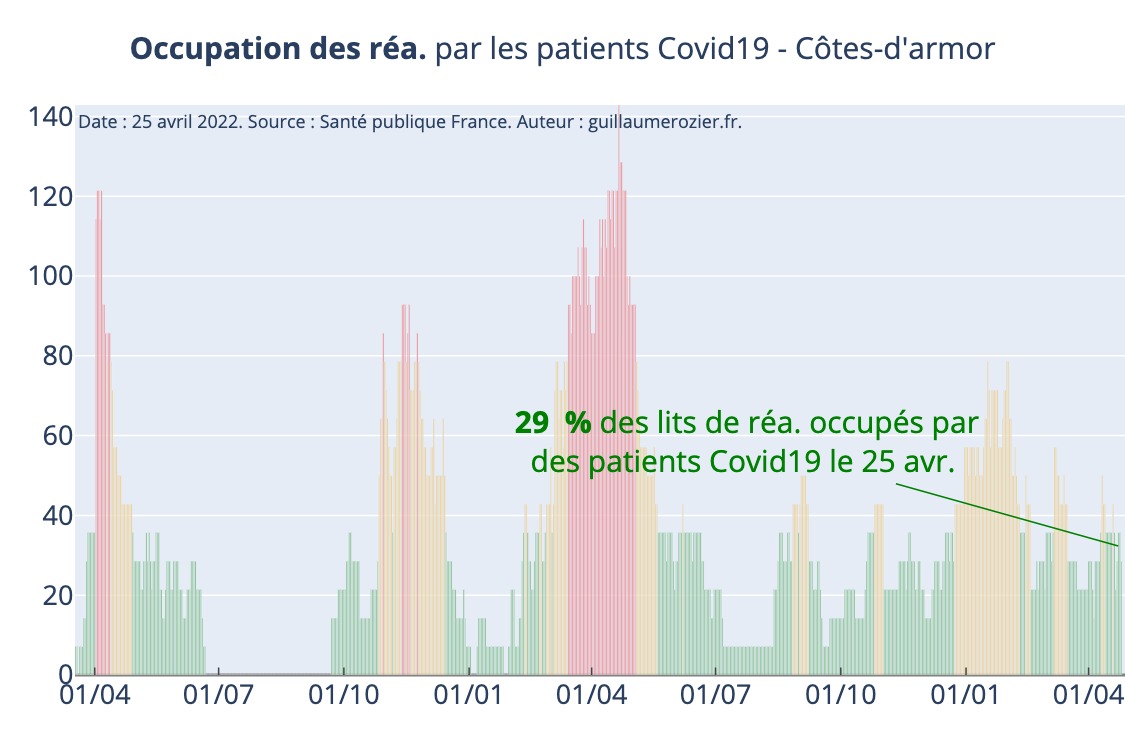 Occupation des réa. par les patients Covid19 - Côtes-d'armor
140
Date : 25 avril 2022. Source : Santé publique France. Auteur : guillaumerozier.fr.
120
100
80
60
29 % des lits de réa. occupés par
des patients Covid19 le 25 avr.
40
20
0
01/04 01/07 01/10 01/01 01/04 01/07 01/10 01/01 01/04